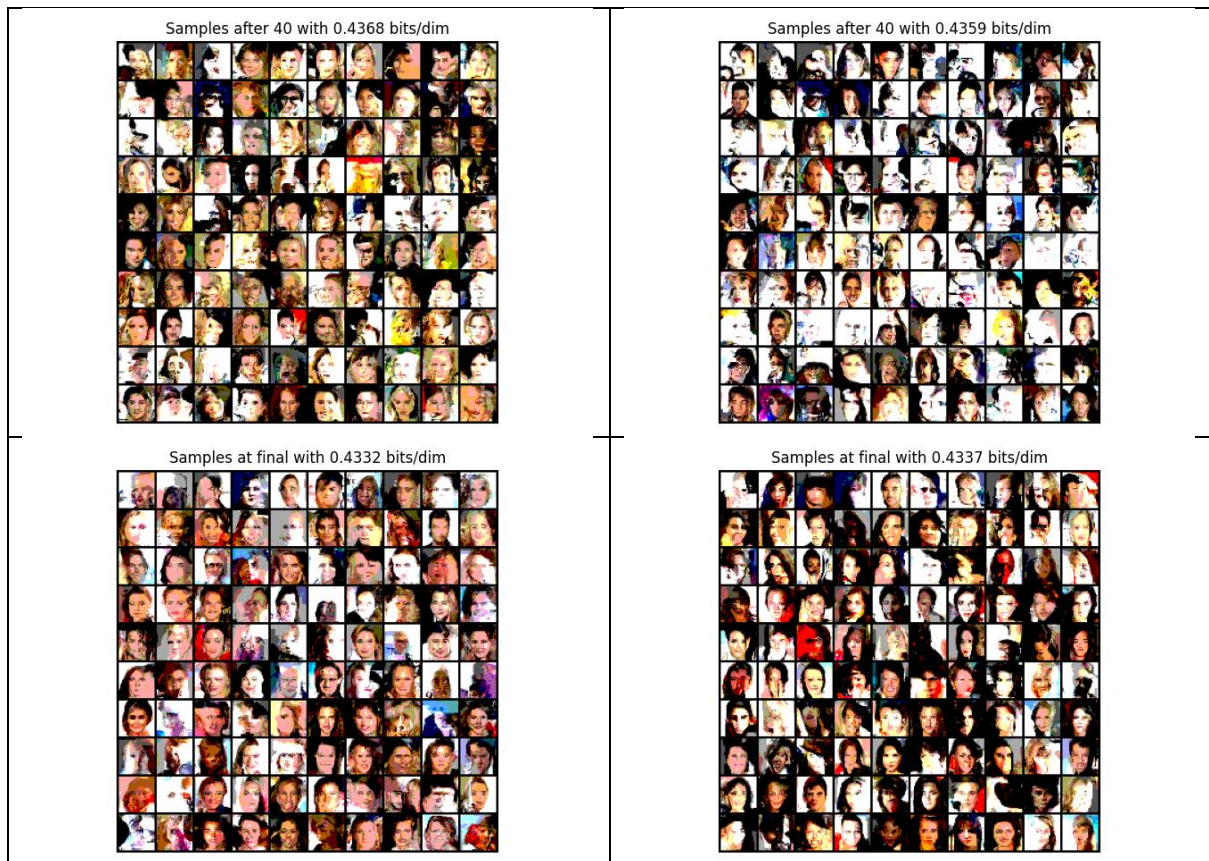 Samples after 40 with 0.4368 bits/dim
Samples after 40 with 0.4359 bits/dim
Samples at final with 0.4332 bits/dim
Samples at final with 0.4337 bits/dim